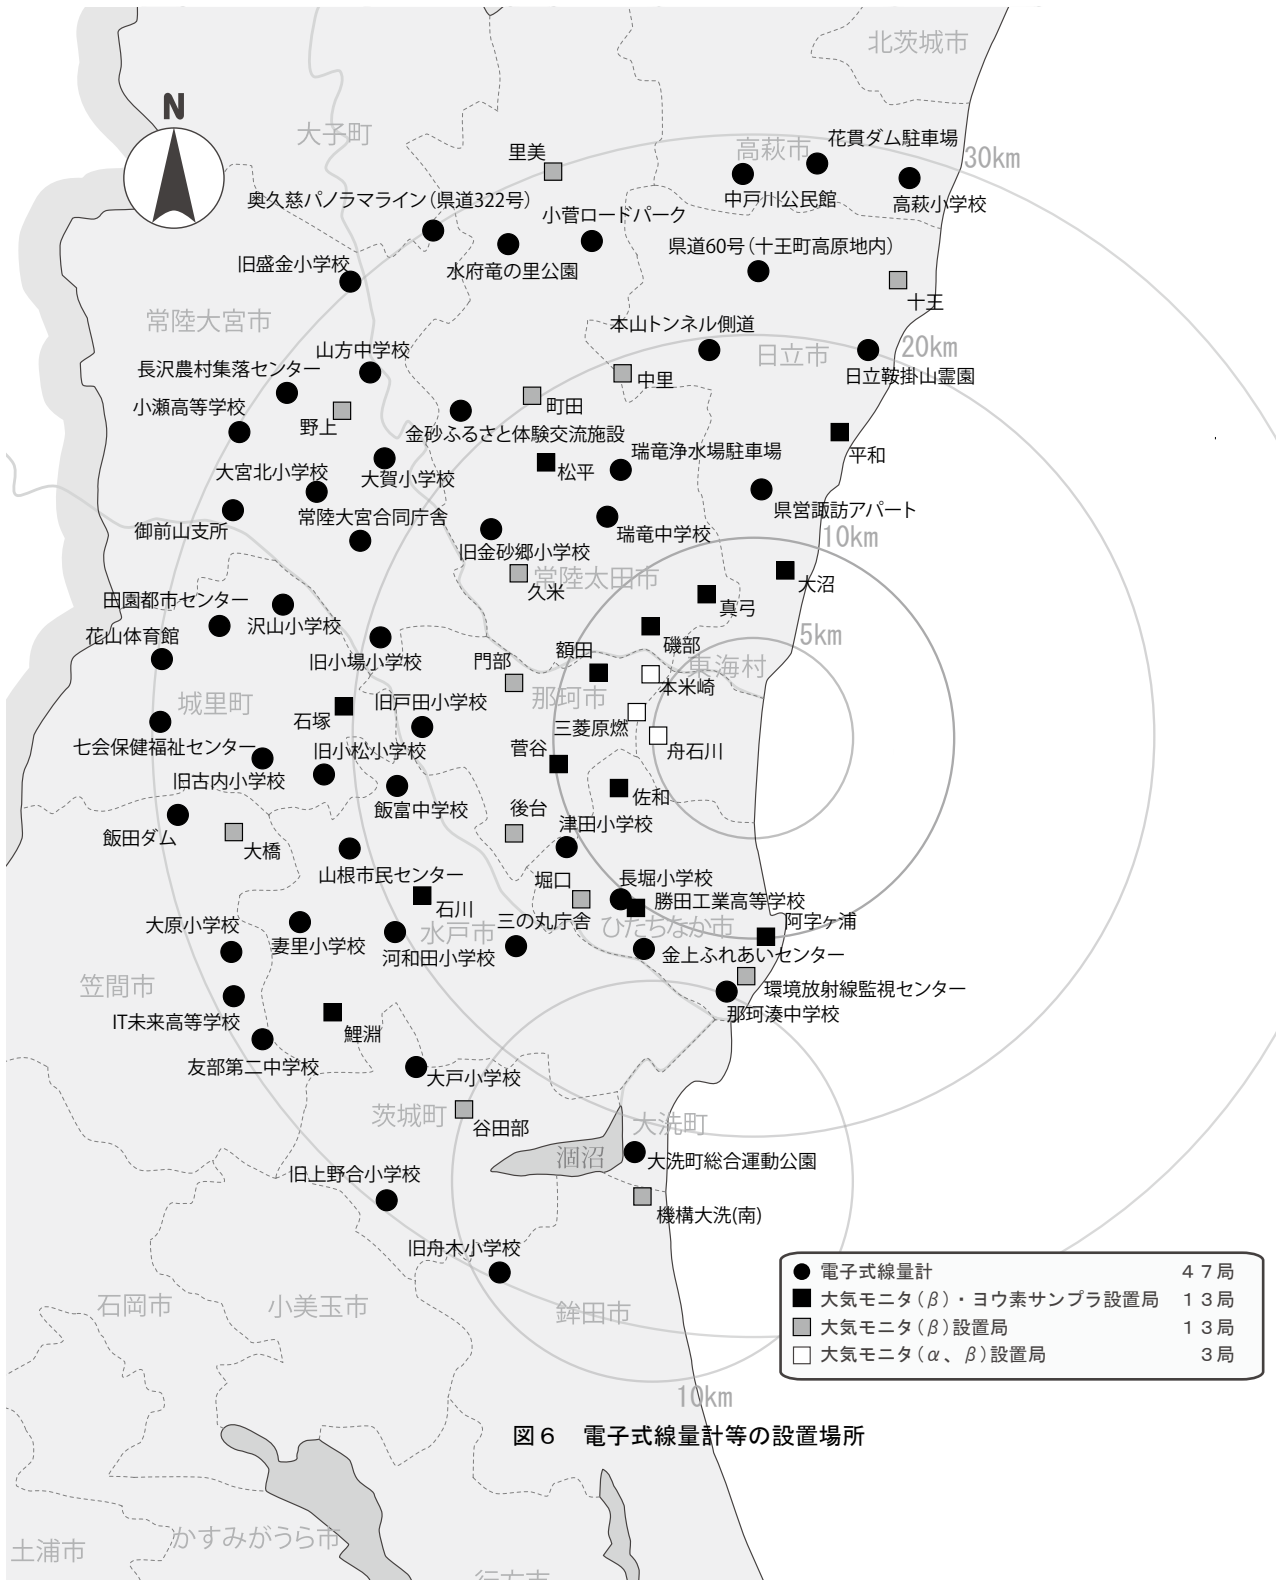 北茨城市
N
大子町
花貫ダム駐車場
高萩市
里美
30km
中戸川公民館
高萩小学校
奥久慈パノラマライン(県道322号)
小菅ロードパーク
県道60号(十王町高原地内)
旧盛金小学校
水府竜の里公園
十王
常陸大宮市
本山トンネル側道
20km
山方中学校
日立市
長沢農村集落センター
中里
日立鞍掛山霊園
小瀬高等学校
町田
野上
金砂ふるさと体験交流施設
平和
瑞竜浄水場駐車場
大宮北小学校
大賀小学校
松平
県営諏訪アパート
常陸大宮合同庁舎
御前山支所
瑞竜中学校
10km
旧金砂郷小学校
常陸太田市
大沼
久米
田園都市センター
真弓
沢山小学校
花山体育館
磯部
5km
旧小場小学校
門部
額田
東海村
本米崎
那珂市
城里町
旧戸田小学校
石塚
三菱原燃
七会保健福祉センター
旧小松小学校
菅谷
舟石川
旧古内小学校
佐和
飯富中学校
後台
津田小学校
飯田ダム
大橋
山根市民センター
堀口
長堀小学校
石川
勝田工業高等学校
大原小学校
三の丸庁舎
ひたちなか市
阿字ヶ浦
妻里小学校
水戸市
河和田小学校
金上ふれあいセンター
笠間市
環境放射線監視センター
那珂湊中学校
IT未来高等学校
鯉淵
友部第二中学校
大戸小学校
茨城町
谷田部
大洗町
涸沼
大洗町総合運動公園
旧上野合小学校
機構大洗(南)
旧舟木小学校
電子式線量計 47局
大気モニタ(β)・ヨウ素サンプラ設置局 13局
大気モニタ(β)設置局 13局
大気モニタ(α、β)設置局 3局
石岡市
小美玉市
鉾田市
10km
図6 電子式線量計等の設置場所
かすみがうら市
土浦市
行方市